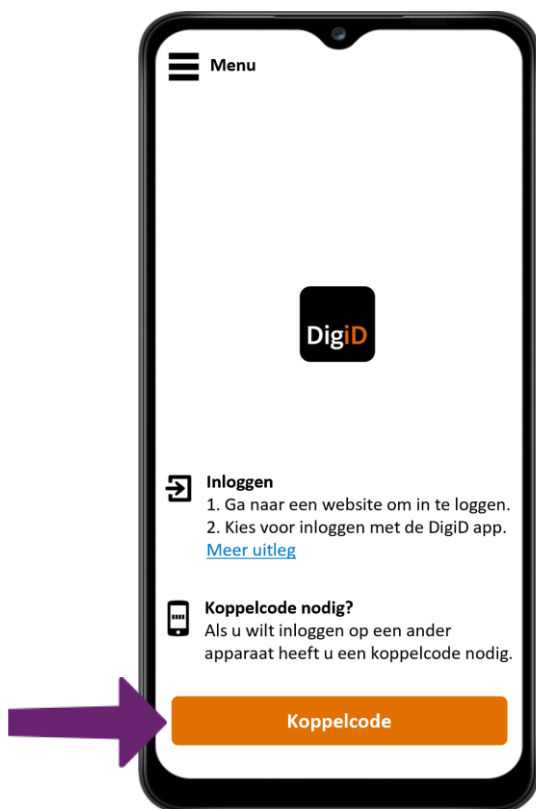 Menu
DigiD
Inloggen
1. Ga naar een website om in te loggen.
2. Kies voor inloggen met de DigiD app.
Meer uitleg
Koppelcode nodig?
Als u wilt inloggen op een ander
apparaat heeft u een koppelcode nodig.
Koppelcode